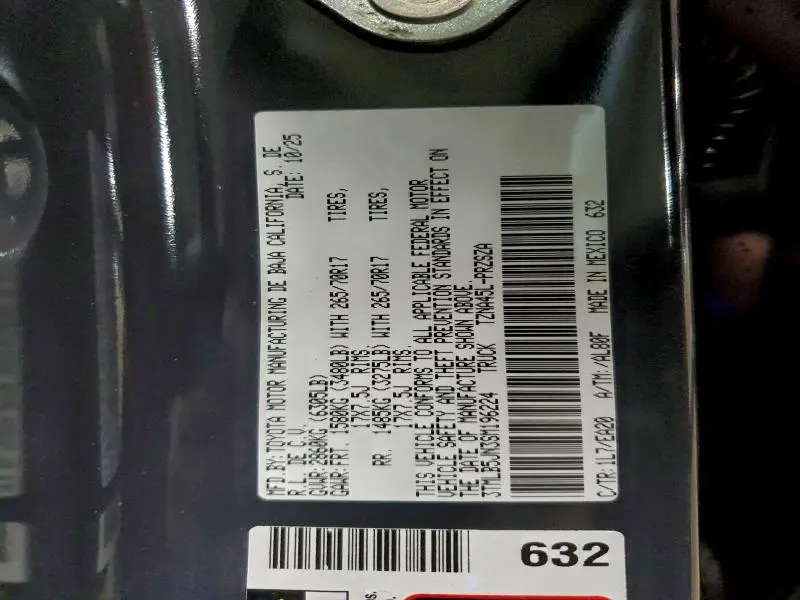 MFD.BY: TOYOTA MOTOR MANUFACTURING DE BAJA CALIFORNIA, S. DE
R.L. DE C.V. DATE: 10/25
GVWR: 2860KG (6305LB)
GAWR: FRT. 1580KG (3480LB) WITH 265/70R17 TIRES,
17X7.5J RIMS,
RR. 1485KG (3275LB) WITH 265/70R17 TIRES,
17X7.5J RIMS.
THIS VEHICLE CONFORMS TO ALL APPLICABLE FEDERAL MOTOR
VEHICLE SAFETY AND THEFT PREVENTION STANDARDS IN EFFECT ON
THE DATE OF MANUFACTURE SHOWN ABOVE.
3TMLB5JN3SM196224 TRUCK TZNA45L-PRZSZA
C/TR: 1L7/EA20 A/TM: /AL80F MADE IN MEXICO 632
632